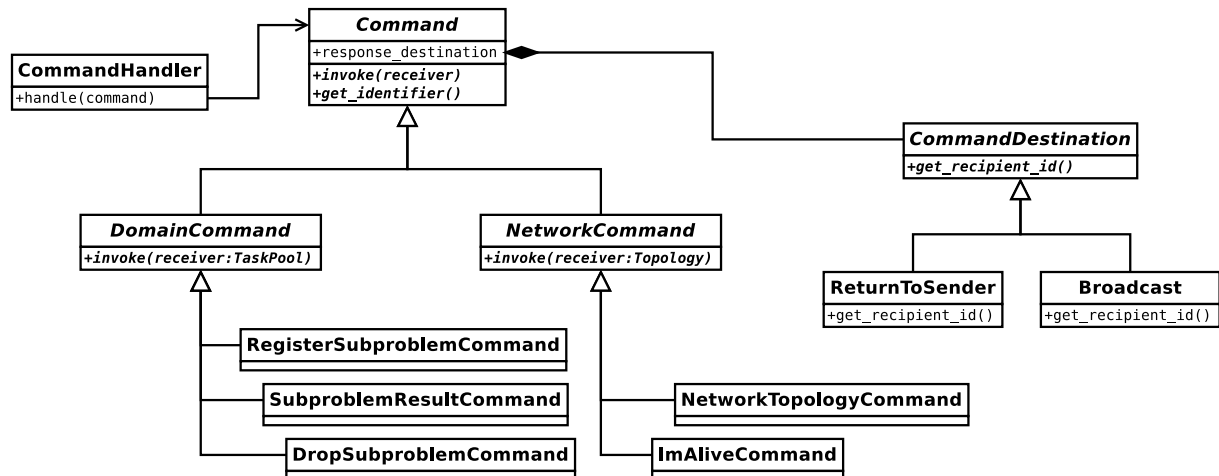 Command
+response_destination
+invoke(receiver)
+get_identifier()
CommandHandler
+handle(command)
CommandDestination
+get_recipient_id()
DomainCommand
+invoke(receiver:TaskPool)
NetworkCommand
+invoke(receiver:Topology)
ReturnToSender
+get_recipient_id()
Broadcast
+get_recipient_id()
RegisterSubproblemCommand
SubproblemResultCommand
NetworkTopologyCommand
DropSubproblemCommand
ImAliveCommand